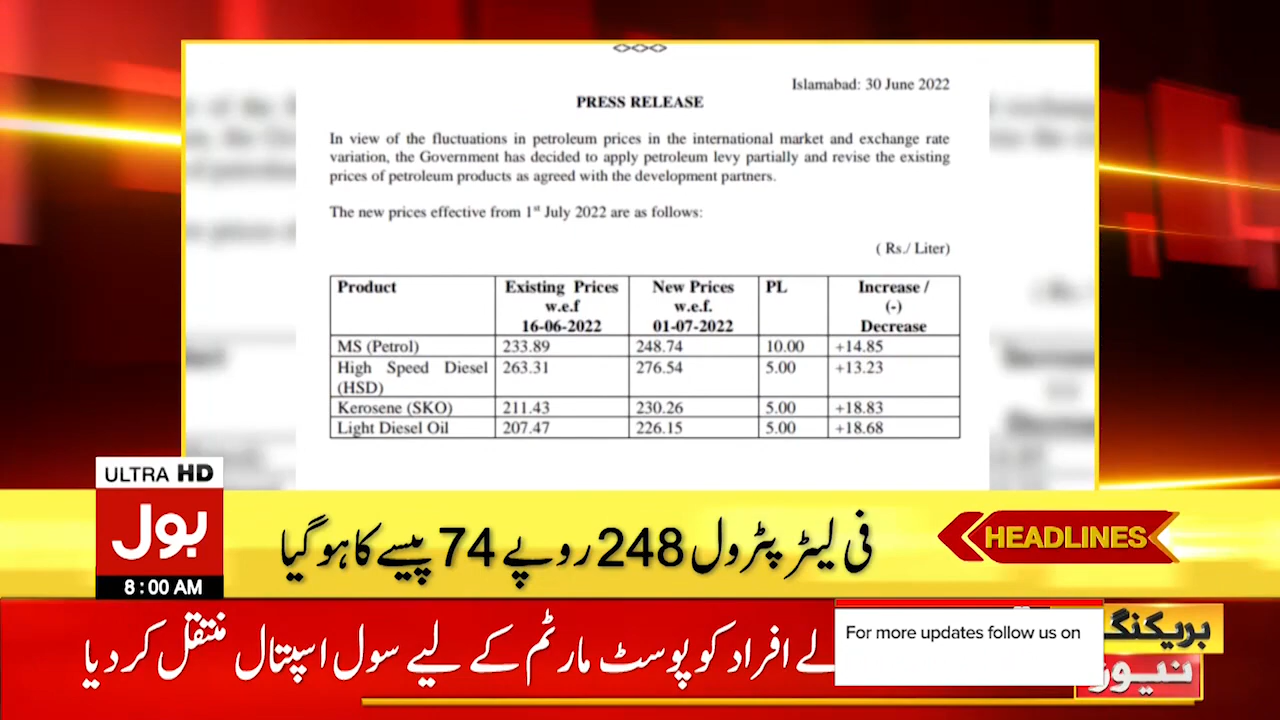 Islamabad: 30 June 2022
PRESS RELEASE
In view of the fluctuations in petroleum prices in the international market and exchange rate
variation, the Government has decided to apply petroleum levy partially and revise the existing
prices of petroleum products as agreed with the development partners.
The new prices effective from 1st July 2022 are as follows:
( Rs./ Liter)
Product Existing Prices w.e.f 16-06-2022 New Prices w.e.f. 01-07-2022 PL Increase / (-) Decrease
MS (Petrol) 233.89 248.74 10.00 +14.85
High Speed Diesel (HSD) 263.31 276.54 5.00 +13.23
Kerosene (SKO) 211.43 230.26 5.00 +18.83
Light Diesel Oil 207.47 226.15 5.00 +18.68
ULTRA HD
بول
8:00 AM
HEADLINES
فی لیٹر پٹرول 248 روپے 74 پیسے کا ہوگیا
بریکنگ
نیوز
For more updates follow us on
افراد کو پوسٹ مارٹم کے لیے سول اسپتال منتقل کر دیا